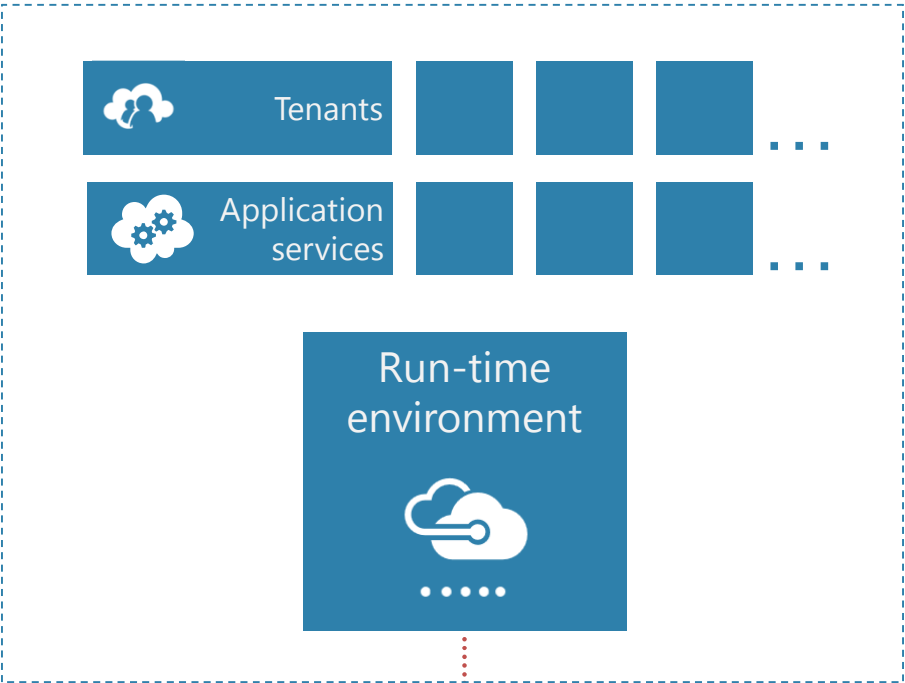 Tenants
Application
services
Run-time
environment